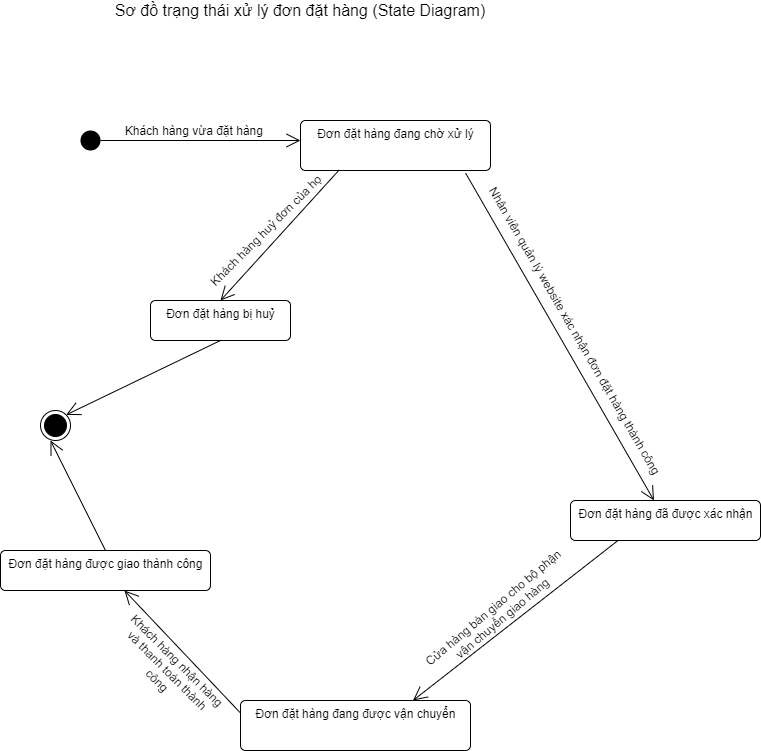 Sơ đồ trạng thái xử lý đơn đặt hàng (State Diagram)
Khách hàng vừa đặt hàng
Đơn đặt hàng đang chờ xử lý
Khách hàng huỷ đơn của họ
Nhân viên quản lý website xác nhận đơn đặt hàng thành công
Đơn đặt hàng bị huỷ
Đơn đặt hàng đã được xác nhận
Cửa hàng bàn giao cho bộ phận
vận chuyển giao hàng
Đơn đặt hàng được giao thành công
Khách hàng nhận hàng
và thanh toán thành
công
Đơn đặt hàng đang được vận chuyển